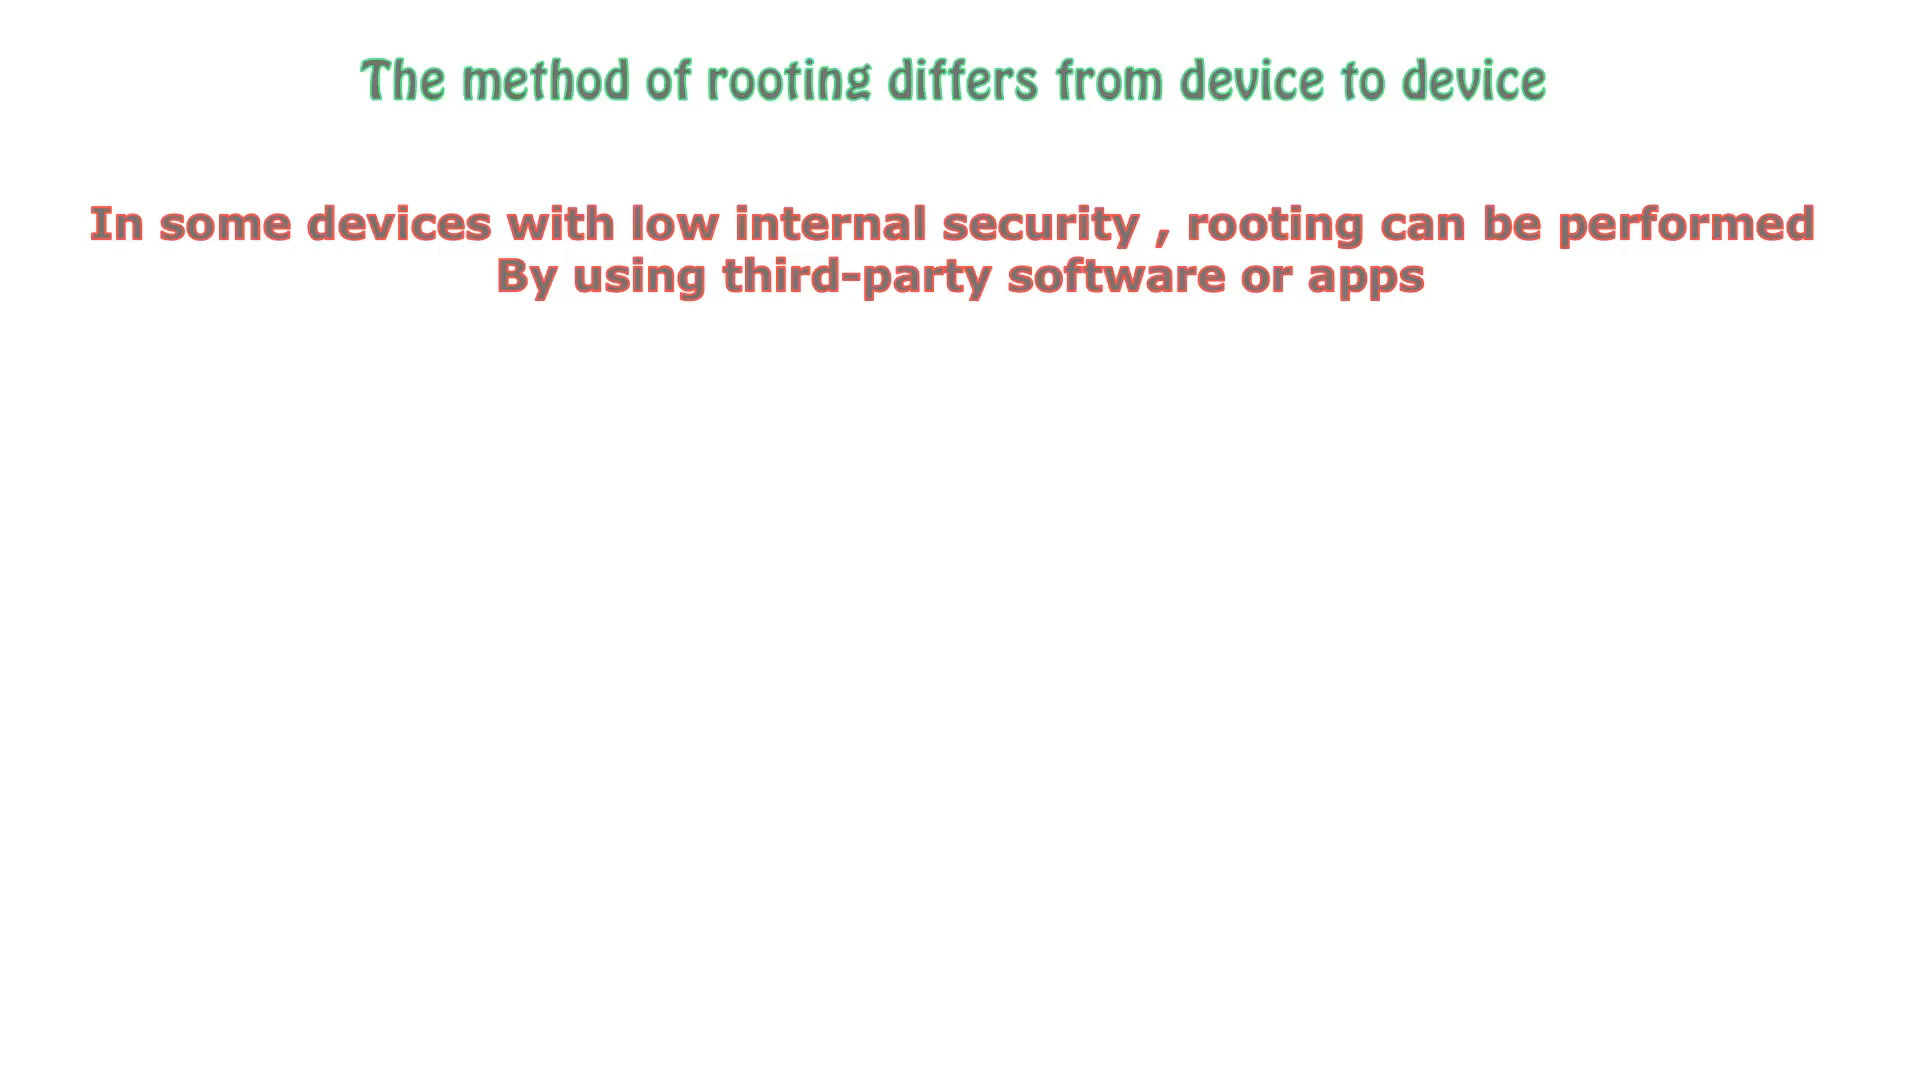 The method of rooting differs from device to device
In some devices with low internal security , rooting can be performed
By using third-party software or apps